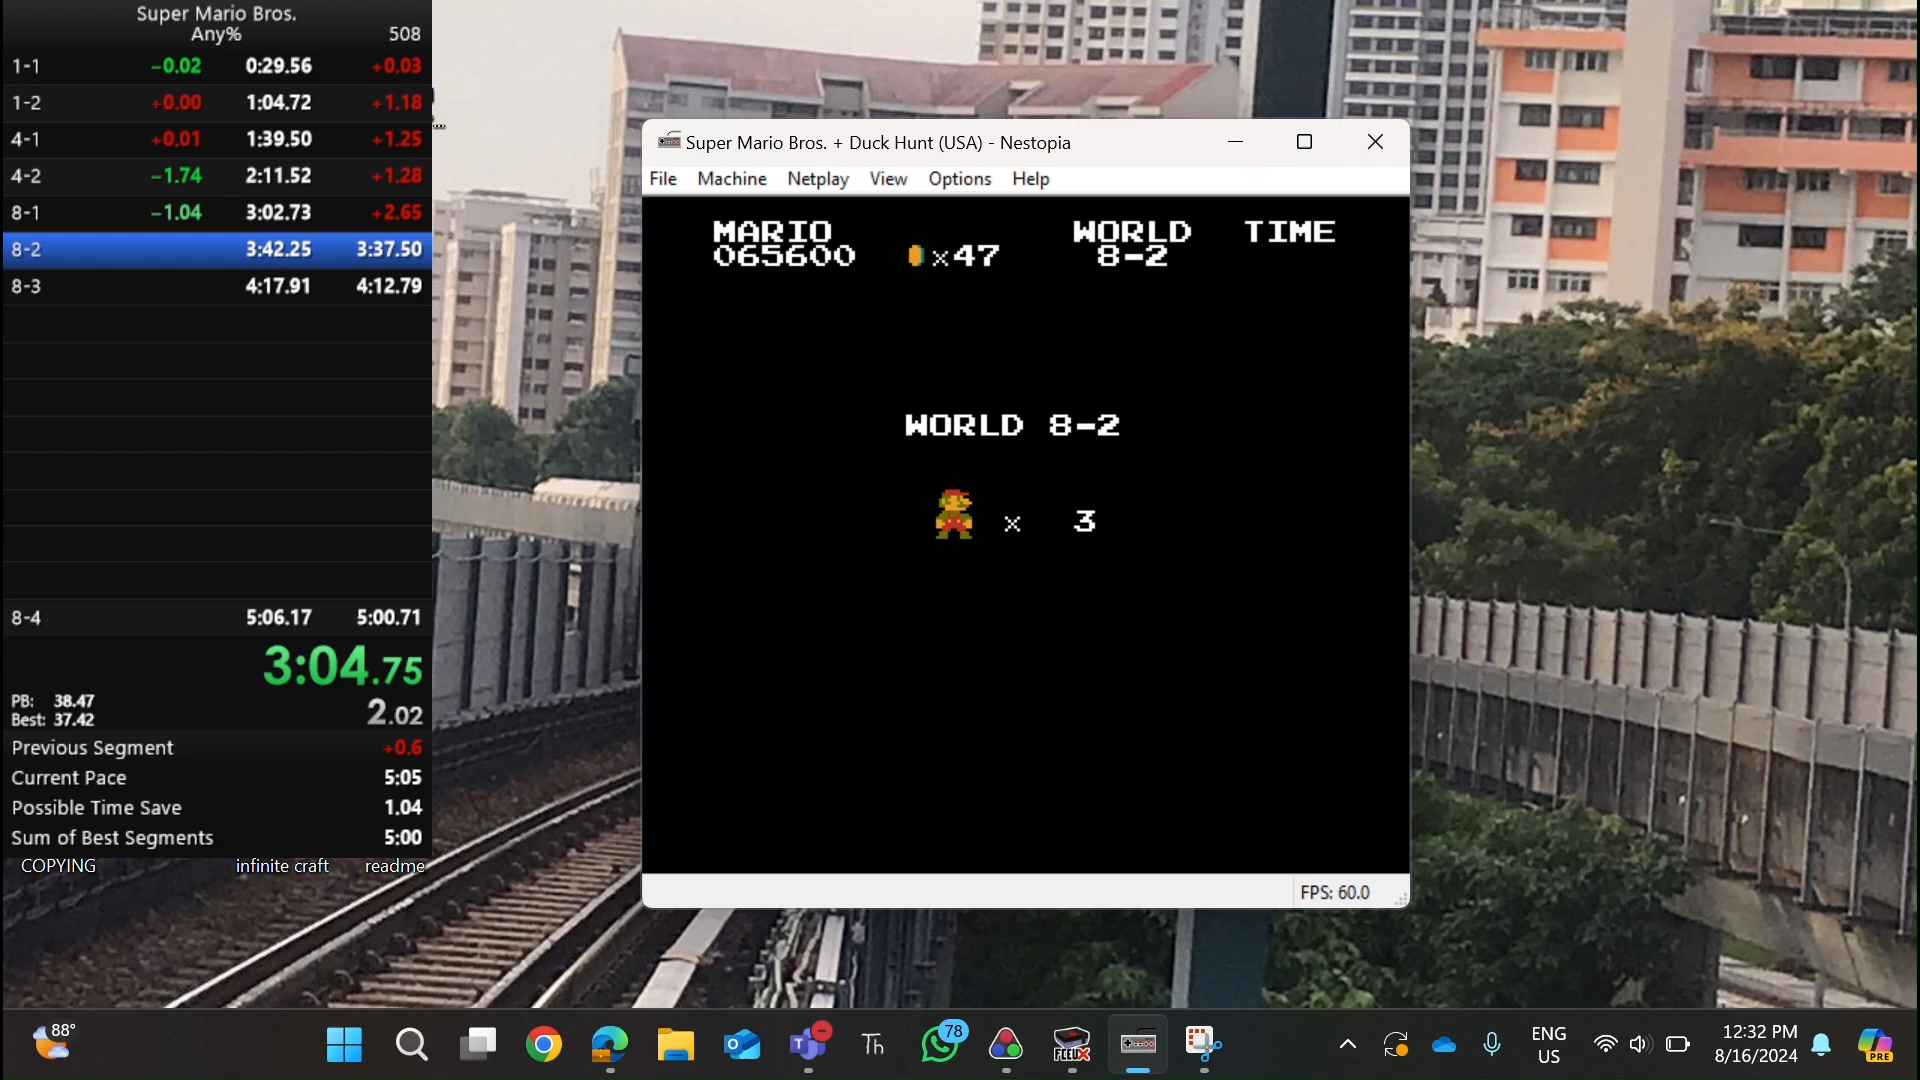 Super Mario Bros.
Any% 508
1-1 −0.02 0:29.56 +0.03
1-2 +0.00 1:04.72 +1.18
4-1 +0.01 1:39.50 +1.25
4-2 −1.74 2:11.52 +1.28
8-1 −1.04 3:02.73 +2.65
8-2 3:42.25 3:37.50
8-3 4:17.91 4:12.79
8-4 5:06.17 5:00.71
3:04.75
PB: 38.47
Best: 37.42
2.02
Previous Segment +0.6
Current Pace 5:05
Possible Time Save 1.04
Sum of Best Segments 5:00
COPYING infinite craft readme
Super Mario Bros. + Duck Hunt (USA) - Nestopia
File Machine Netplay View Options Help
MARIO WORLD TIME
065600 ×47 8-2
WORLD 8-2
× 3
FPS: 60.0
88°
Th
78
FCEUX
ENG
US
12:32 PM
8/16/2024
PRE